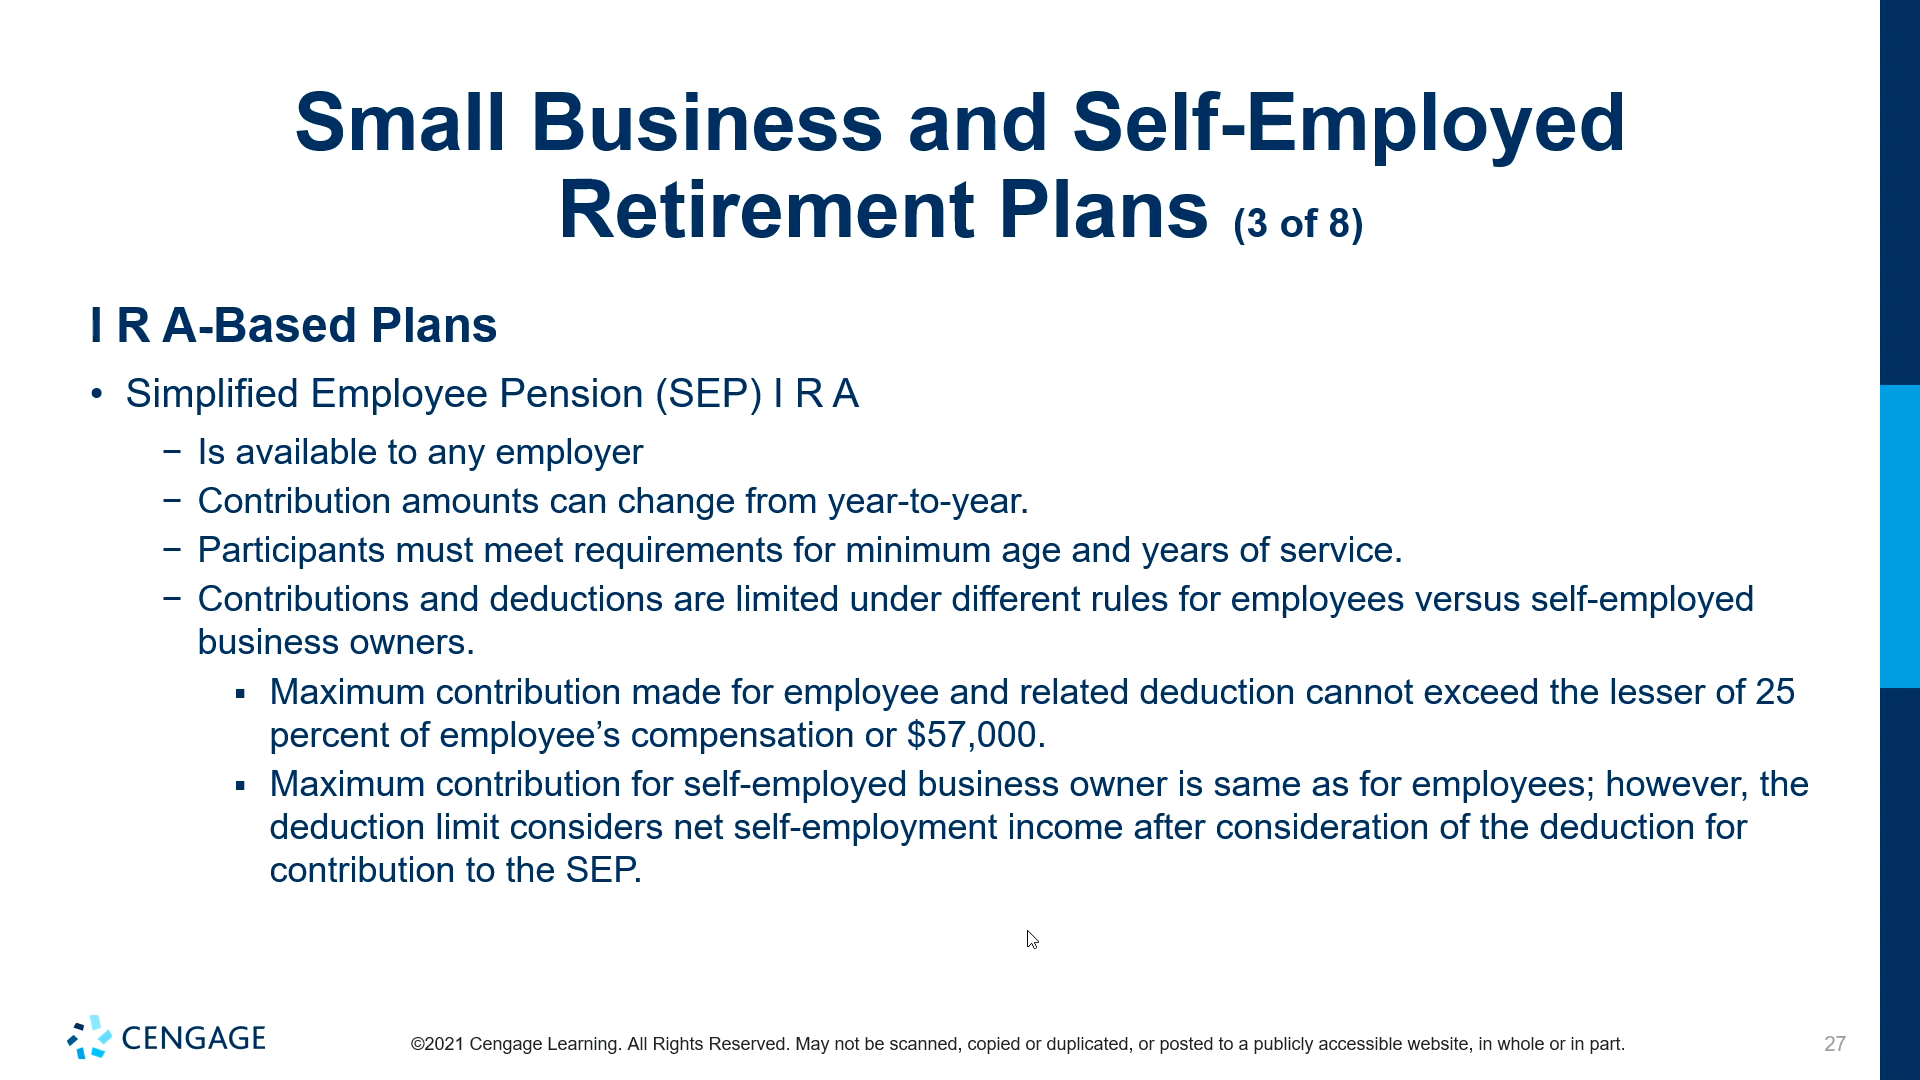 Small Business and Self-Employed
Retirement Plans (3 of 8)
I R A-Based Plans
• Simplified Employee Pension (SEP) I R A
− Is available to any employer
− Contribution amounts can change from year-to-year.
− Participants must meet requirements for minimum age and years of service.
− Contributions and deductions are limited under different rules for employees versus self-employed
business owners.
▪ Maximum contribution made for employee and related deduction cannot exceed the lesser of 25
percent of employee’s compensation or $57,000.
▪ Maximum contribution for self-employed business owner is same as for employees; however, the
deduction limit considers net self-employment income after consideration of the deduction for
contribution to the SEP.
CENGAGE
©2021 Cengage Learning. All Rights Reserved. May not be scanned, copied or duplicated, or posted to a publicly accessible website, in whole or in part.
27